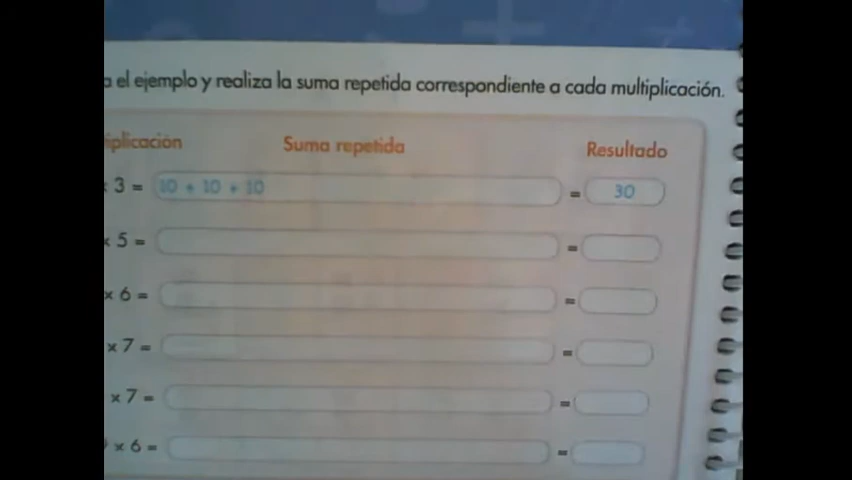 a el ejemplo y realiza la suma repetida correspondiente a cada multiplicación.
iplicación Suma repetida Resultado
x 3 = 10 + 10 + 10 = 30
x 5 = =
x 6 = =
x 7 = =
x 7 = =
x 6 = =